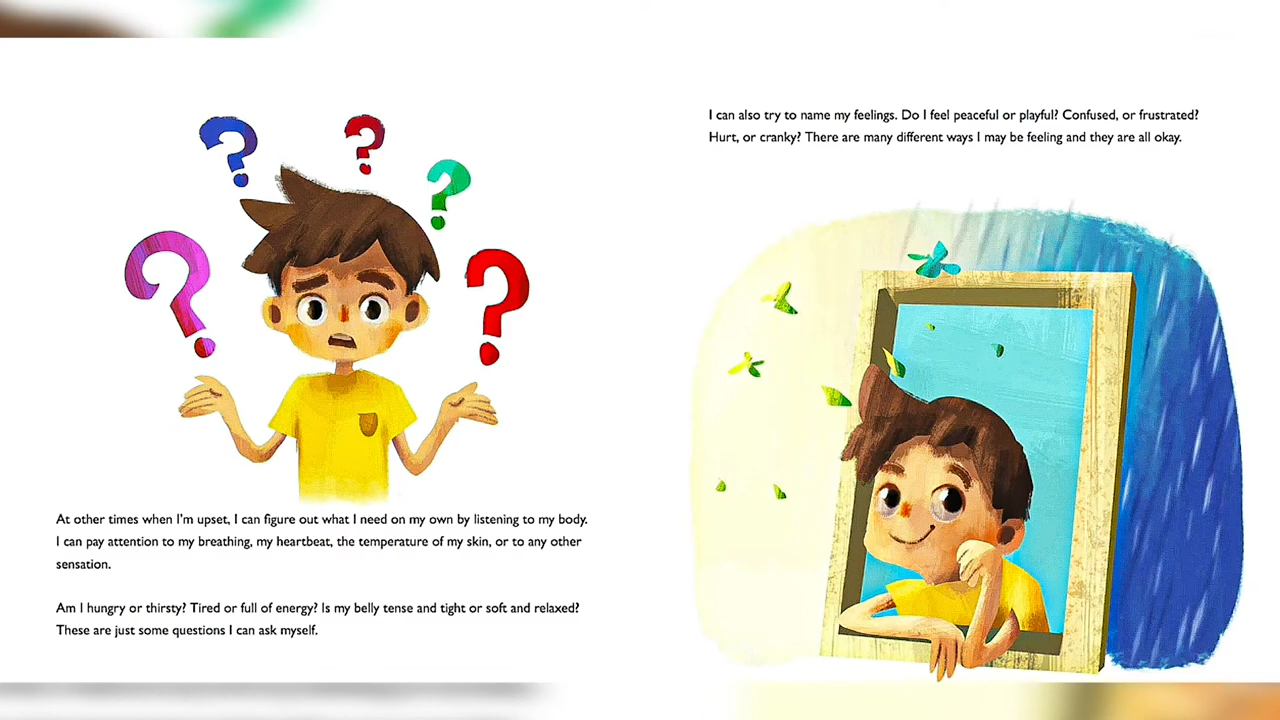 ?
?
?
?
?
At other times when I'm upset, I can figure out what I need on my own by listening to my body.
I can pay attention to my breathing, my heartbeat, the temperature of my skin, or to any other
sensation.
Am I hungry or thirsty? Tired or full of energy? Is my belly tense and tight or soft and relaxed?
These are just some questions I can ask myself.
I can also try to name my feelings. Do I feel peaceful or playful? Confused, or frustrated?
Hurt, or cranky? There are many different ways I may be feeling and they are all okay.